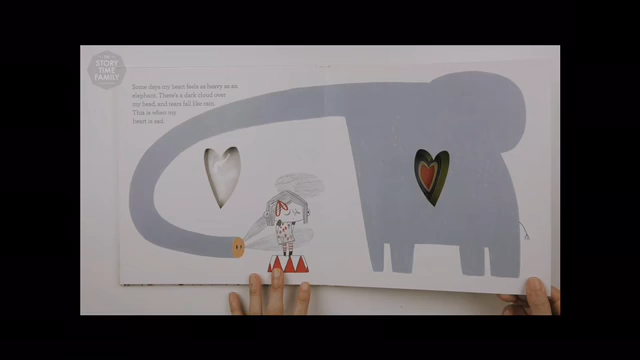 THE
STORY
TIME
FAMILY
Some days my heart feels as heavy as an
elephant. There's a dark cloud over
my head, and tears fall like rain.
This is when my
heart is sad.